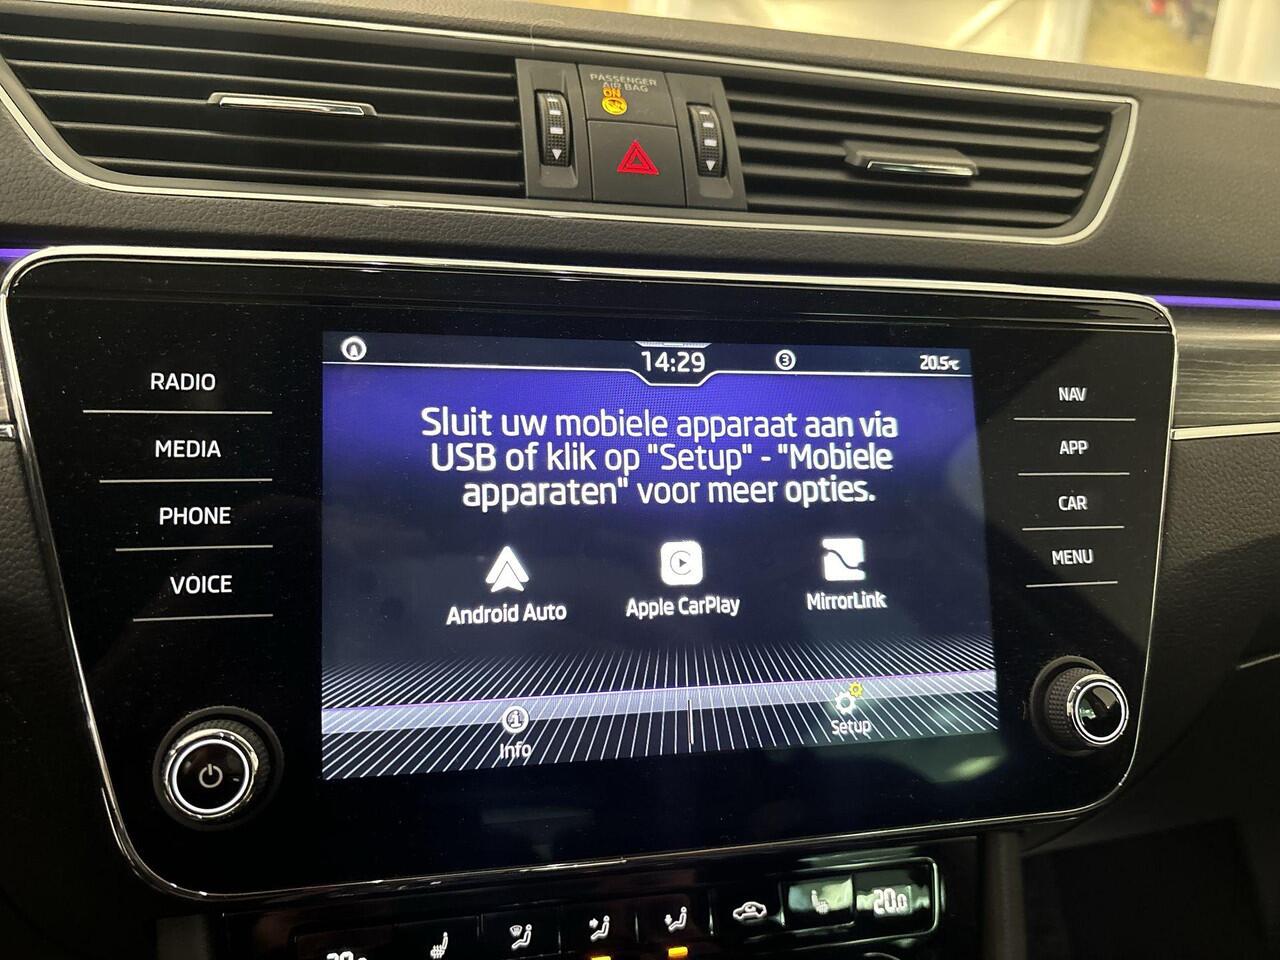 PASSENGER
AIR BAG
ON
14:29
3
20.5°C
RADIO
MEDIA
PHONE
VOICE
NAV
APP
CAR
MENU
Sluit uw mobiele apparaat aan via
USB of klik op "Setup" - "Mobiele
apparaten" voor meer opties.
Android Auto
Apple CarPlay
MirrorLink
Info
Setup
20.0